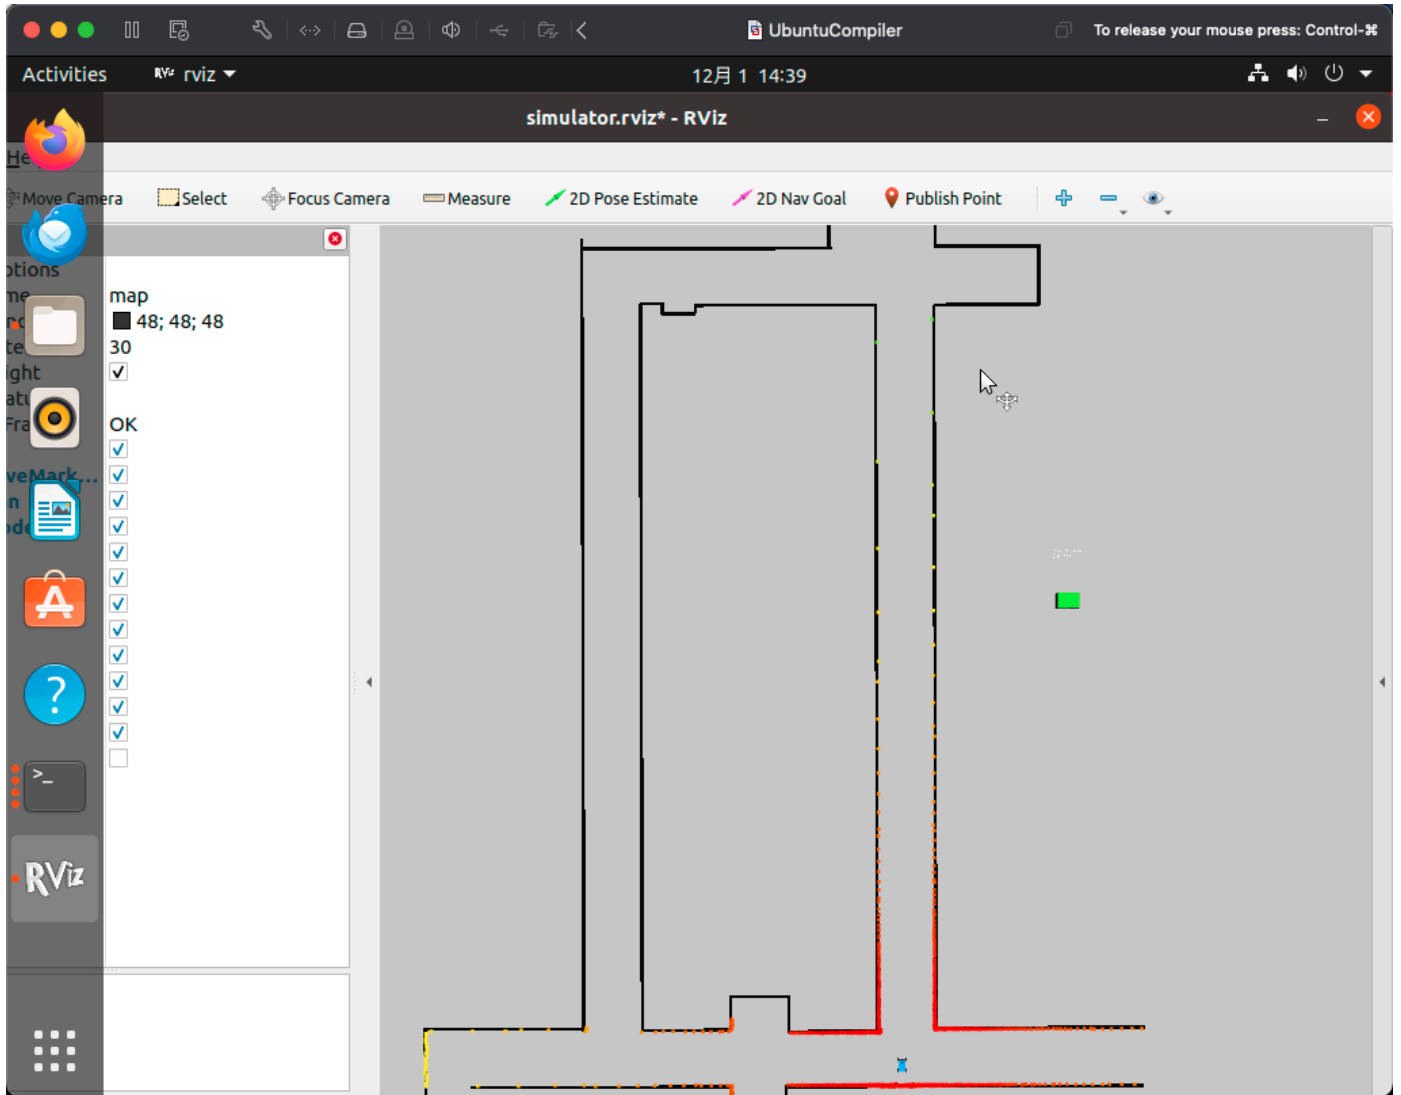 UbuntuCompiler
To release your mouse press: Control-⌘
Activities
RViz rviz
12月 1 14:39
simulator.rviz* - RViz
Move Camera
Select
Focus Camera
Measure
2D Pose Estimate
2D Nav Goal
Publish Point
map
48; 48; 48
30
OK
RViz